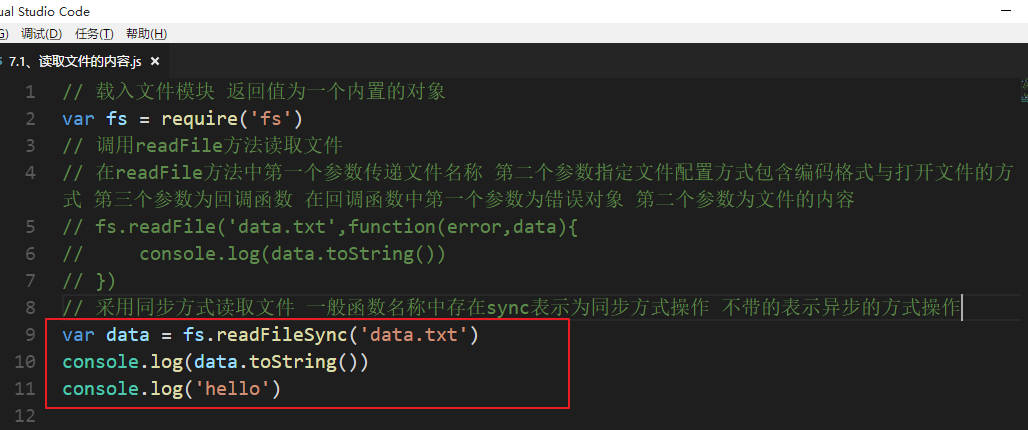 ual Studio Code
G) 调试(D) 任务(T) 帮助(H)
7.1、读取文件的内容.js ×
1 // 载入文件模块 返回值为一个内置的对象
2 var fs = require('fs')
3 // 调用readFile方法读取文件
4 // 在readFile方法中第一个参数传递文件名称 第二个参数指定文件配置方式包含编码格式与打开文件的方
式 第三个参数为回调函数 在回调函数中第一个参数为错误对象 第二个参数为文件的内容
5 // fs.readFile('data.txt',function(error,data){
6 //     console.log(data.toString())
7 // })
8 // 采用同步方式读取文件 一般函数名称中存在sync表示为同步方式操作 不带的表示异步的方式操作
9 var data = fs.readFileSync('data.txt')
10 console.log(data.toString())
11 console.log('hello')
12